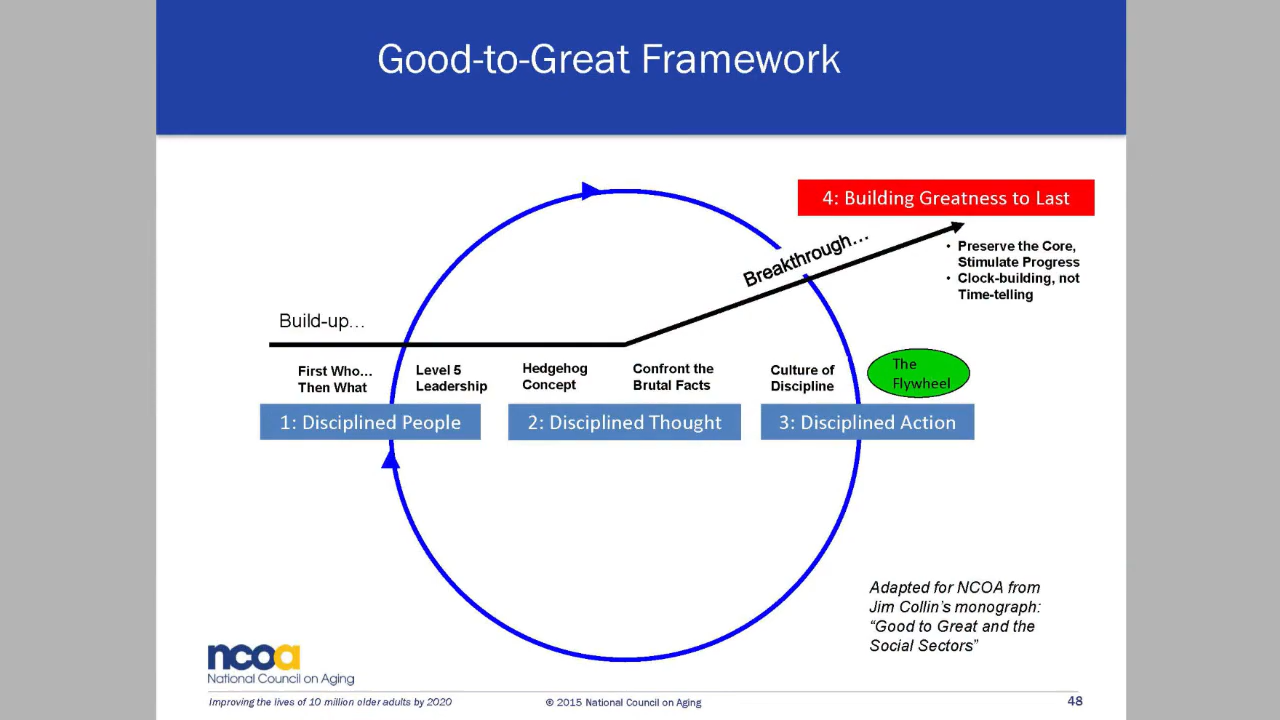 Good-to-Great Framework
4: Building Greatness to Last
Breakthrough…
• Preserve the Core,
Stimulate Progress
• Clock-building, not
Time-telling
Build-up…
First Who…
Then What
Level 5
Leadership
Hedgehog
Concept
Confront the
Brutal Facts
Culture of
Discipline
The
Flywheel
1: Disciplined People
2: Disciplined Thought
3: Disciplined Action
Adapted for NCOA from
Jim Collin’s monograph:
“Good to Great and the
Social Sectors”
ncoa
National Council on Aging
Improving the lives of 10 million older adults by 2020
© 2015 National Council on Aging
48